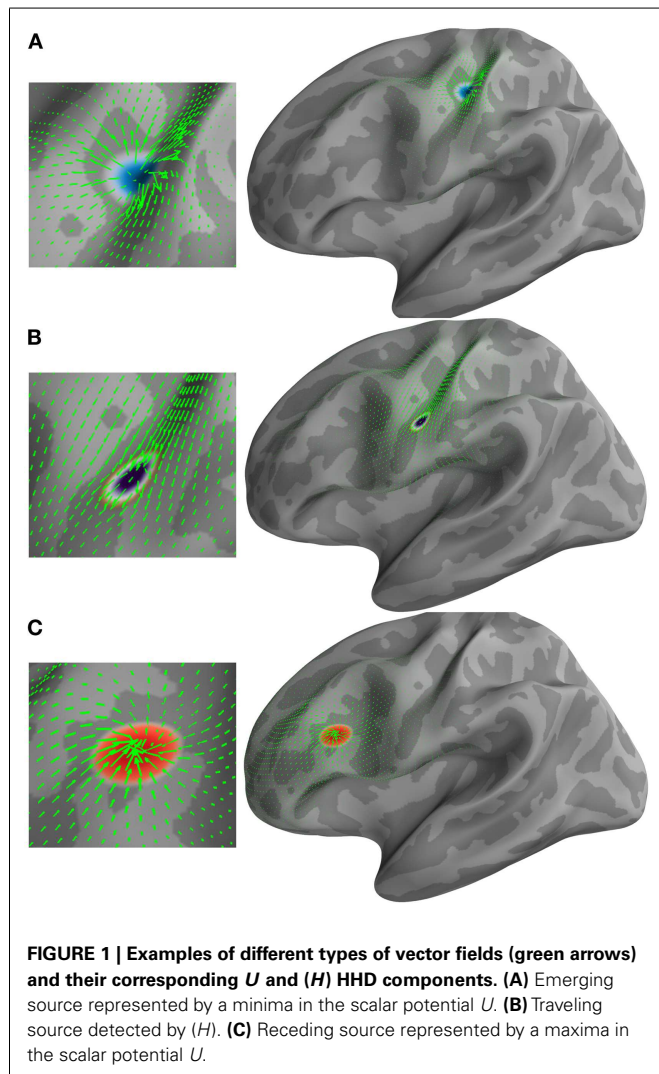 A
B
C
FIGURE 1 | Examples of different types of vector fields (green arrows)
and their corresponding U and (H) HHD components. (A) Emerging
source represented by a minima in the scalar potential U. (B) Traveling
source detected by (H). (C) Receding source represented by a maxima in
the scalar potential U.